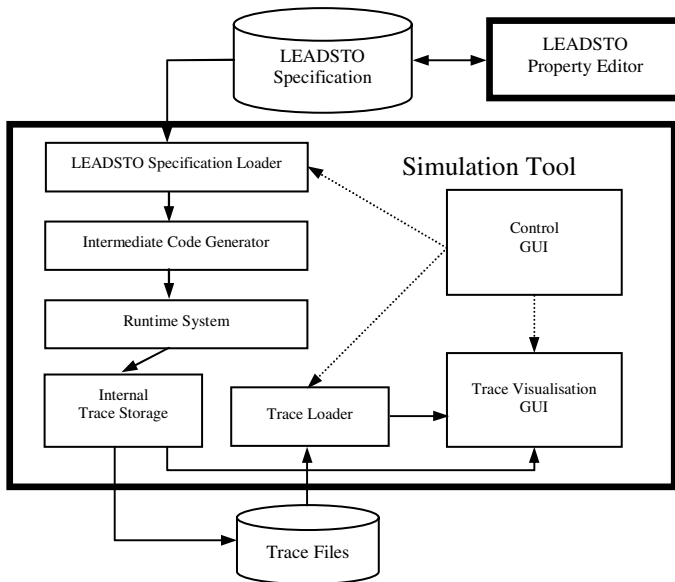 LEADSTO
Specification
LEADSTO
Property Editor
LEADSTO Specification Loader
Simulation Tool
Intermediate Code Generator
Control
GUI
Runtime System
Internal
Trace Storage
Trace Loader
Trace Visualisation
GUI
Trace Files